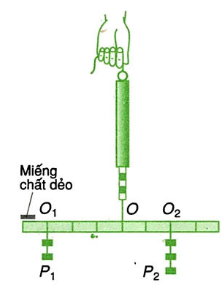 Miếng
chất dẻo
O₁ O O₂
P₁ P₂